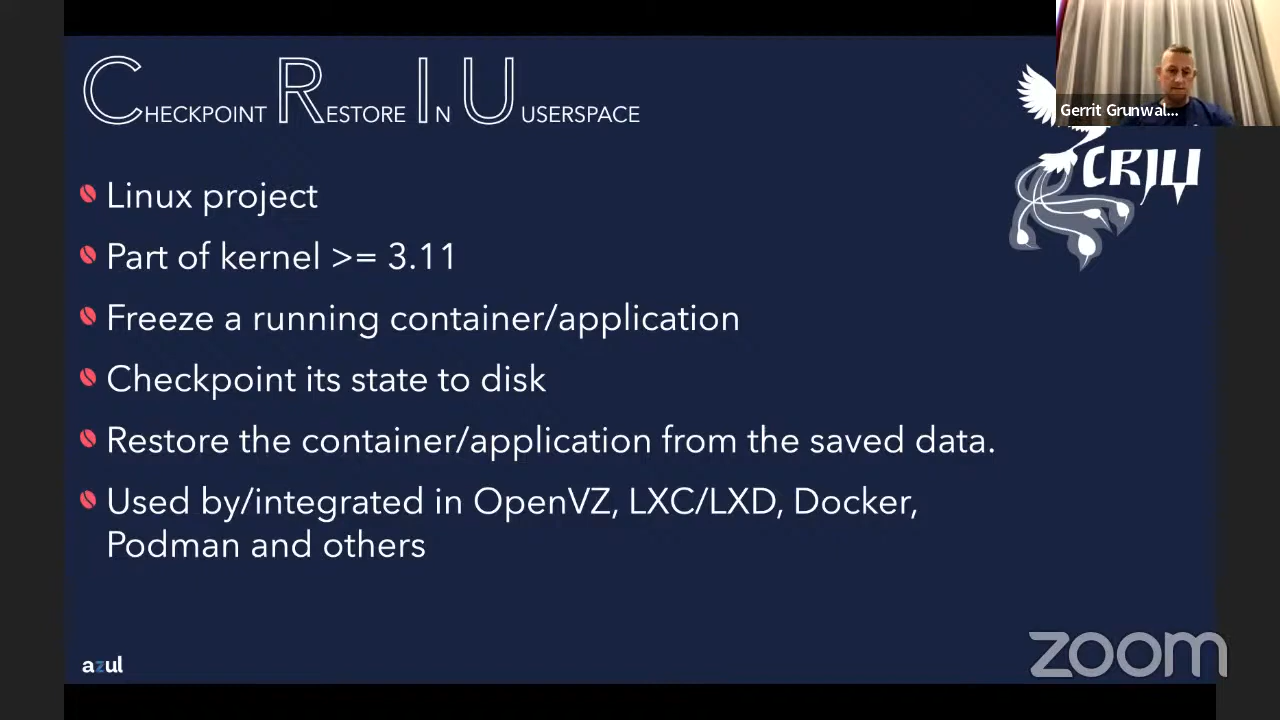 CHECKPOINT RESTORE IN UUSERSPACE
Gerrit Grunwal...
CRIU
Linux project
Part of kernel >= 3.11
Freeze a running container/application
Checkpoint its state to disk
Restore the container/application from the saved data.
Used by/integrated in OpenVZ, LXC/LXD, Docker,
Podman and others
azul
zoom